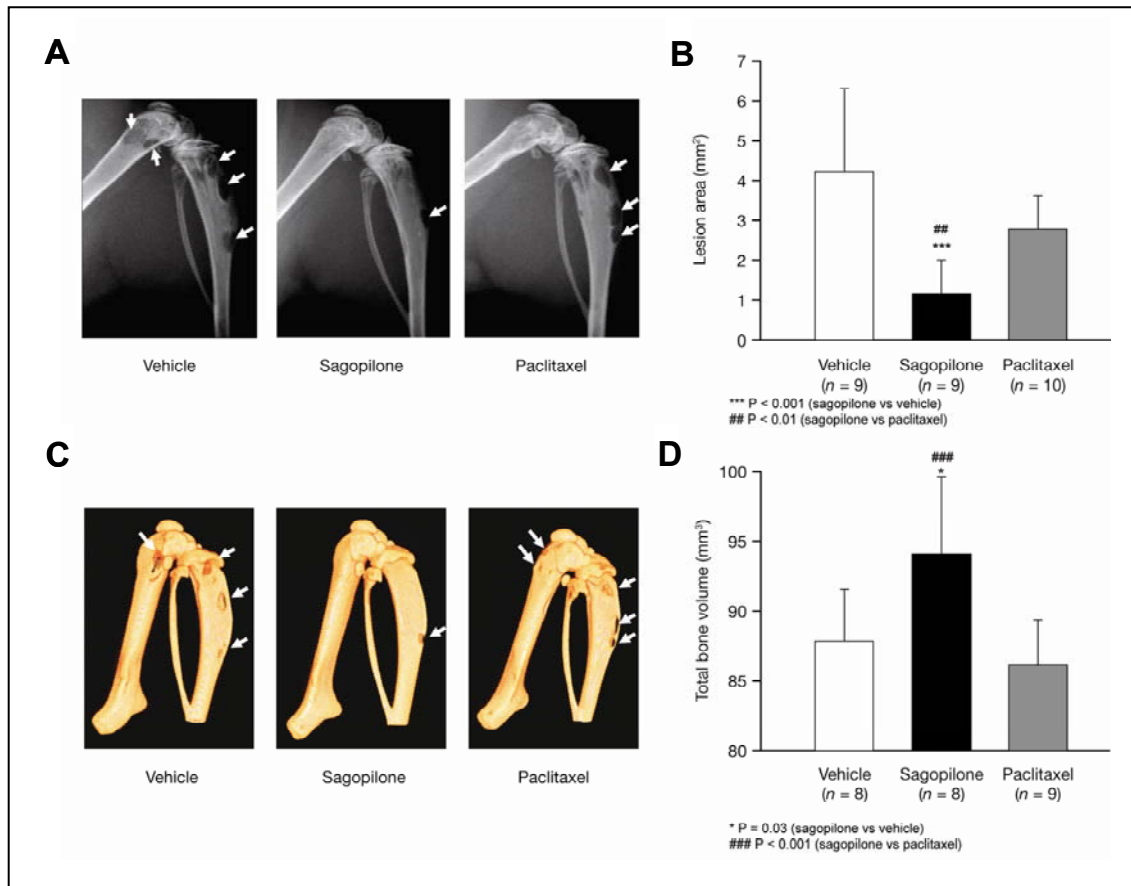 A
Vehicle
Sagopilone
Paclitaxel
B
Lesion area (mm²)
7
6
5
4
3
2
1
0
##
***
Vehicle
(n = 9)
Sagopilone
(n = 9)
Paclitaxel
(n = 10)
*** P < 0.001 (sagopilone vs vehicle)
## P < 0.01 (sagopilone vs paclitaxel)
C
Vehicle
Sagopilone
Paclitaxel
D
Total bone volume (mm³)
100
95
90
85
80
###
*
Vehicle
(n = 8)
Sagopilone
(n = 8)
Paclitaxel
(n = 9)
* P = 0.03 (sagopilone vs vehicle)
### P < 0.001 (sagopilone vs paclitaxel)